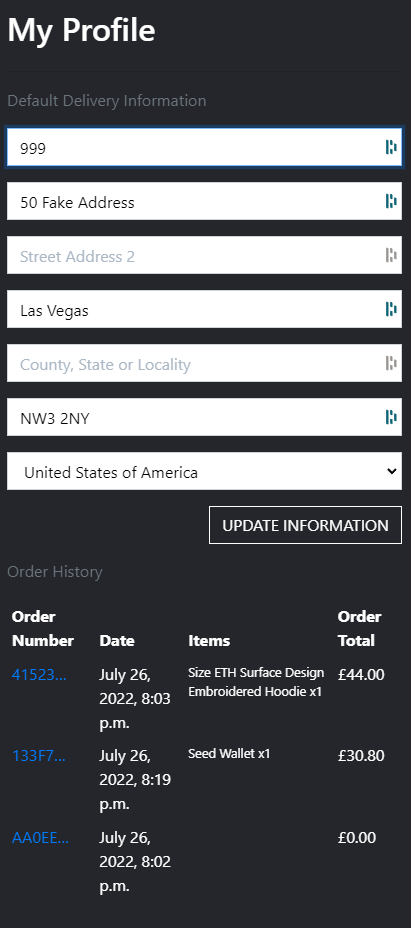 My Profile
Default Delivery Information
999
50 Fake Address
Street Address 2
Las Vegas
County, State or Locality
NW3 2NY
United States of America
UPDATE INFORMATION
Order History
Order Number Date Items Order Total
41523... July 26, 2022, 8:03 p.m. Size ETH Surface Design Embroidered Hoodie x1 £44.00
133F7... July 26, 2022, 8:19 p.m. Seed Wallet x1 £30.80
AA0EE... July 26, 2022, 8:02 p.m. £0.00